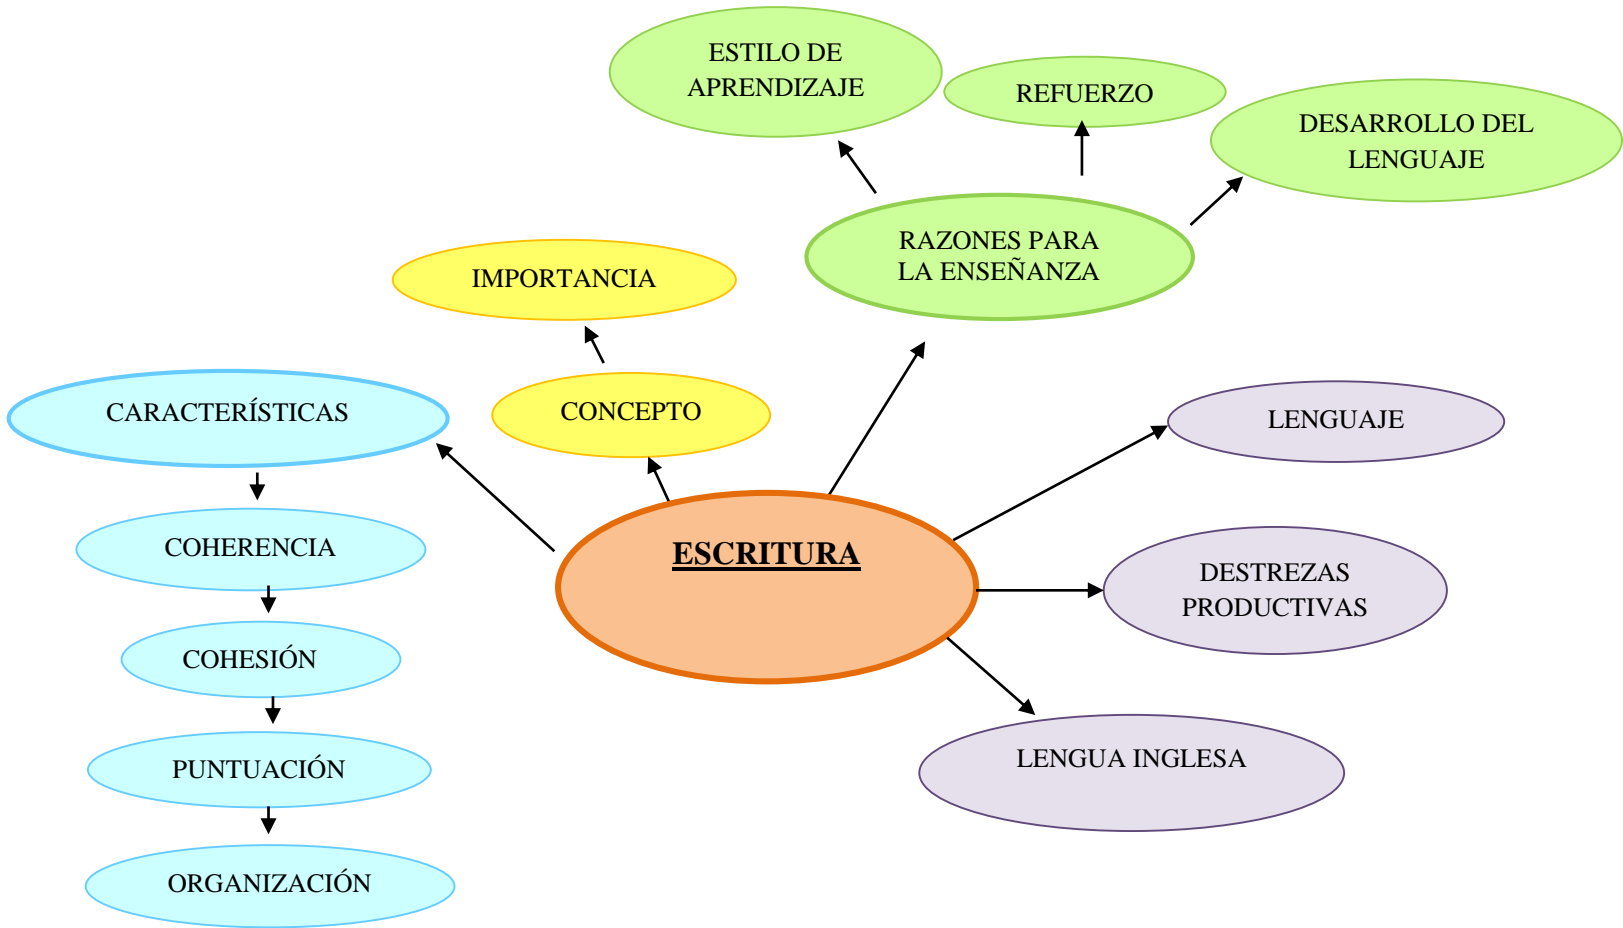 ESTILO DE
APRENDIZAJE
REFUERZO
DESARROLLO DEL
LENGUAJE
RAZONES PARA
LA ENSEÑANZA
IMPORTANCIA
CONCEPTO
CARACTERÍSTICAS
COHERENCIA
COHESIÓN
PUNTUACIÓN
ORGANIZACIÓN
ESCRITURA
LENGUAJE
DESTREZAS
PRODUCTIVAS
LENGUA INGLESA